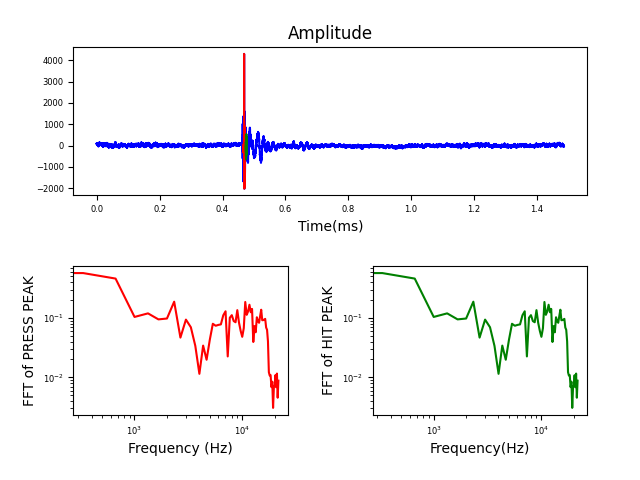 Amplitude
4000
3000
2000
1000
0
−1000
−2000
0.0 0.2 0.4 0.6 0.8 1.0 1.2 1.4
Time(ms)
FFT of PRESS PEAK
10⁻¹
10⁻²
10³ 10⁴
Frequency (Hz)
FFT of HIT PEAK
10⁻¹
10⁻²
10³ 10⁴
Frequency(Hz)